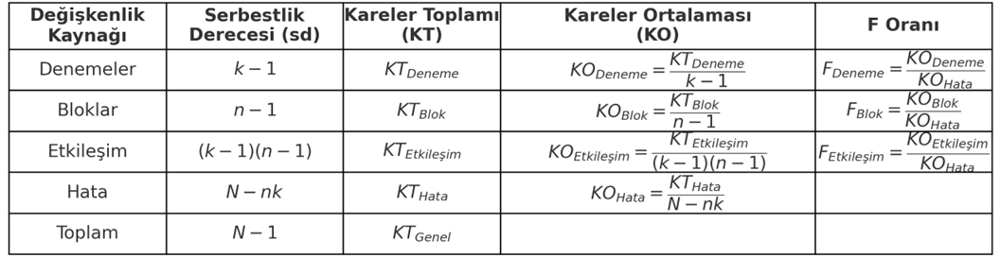 Değişkenlik Kaynağı | Serbestlik Derecesi (sd) | Kareler Toplamı (KT) | Kareler Ortalaması (KO) | F Oranı
Denemeler | k − 1 | KT_Deneme | KO_Deneme = KT_Deneme / k − 1 | F_Deneme = KO_Deneme / KO_Hata
Bloklar | n − 1 | KT_Blok | KO_Blok = KT_Blok / n − 1 | F_Blok = KO_Blok / KO_Hata
Etkileşim | (k − 1)(n − 1) | KT_Etkileşim | KO_Etkileşim = KT_Etkileşim / (k − 1)(n − 1) | F_Etkileşim = KO_Etkileşim / KO_Hata
Hata | N − nk | KT_Hata | KO_Hata = KT_Hata / N − nk
Toplam | N − 1 | KT_Genel